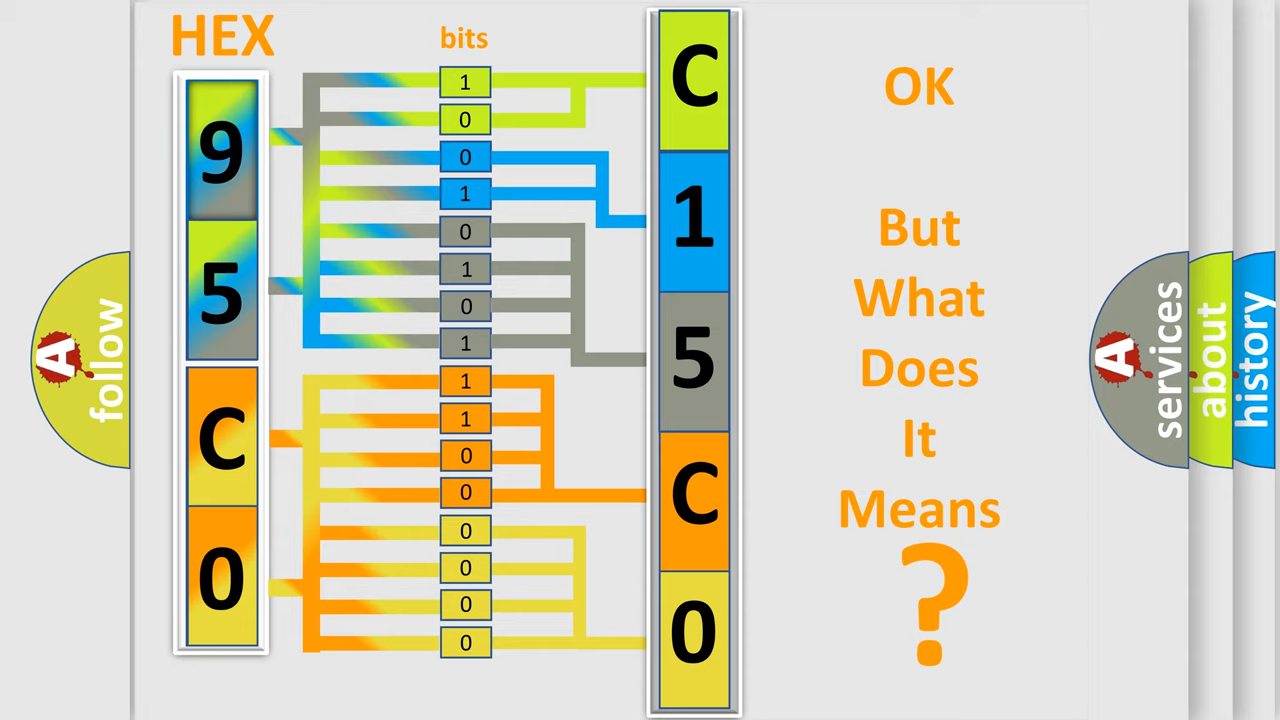 HEX
bits
9
5
C
0
1
0
0
1
0
1
0
1
1
1
0
0
0
0
0
0
C
1
5
C
0
OK
But
What
Does
It
Means
?
A
follow
A
services
about
history